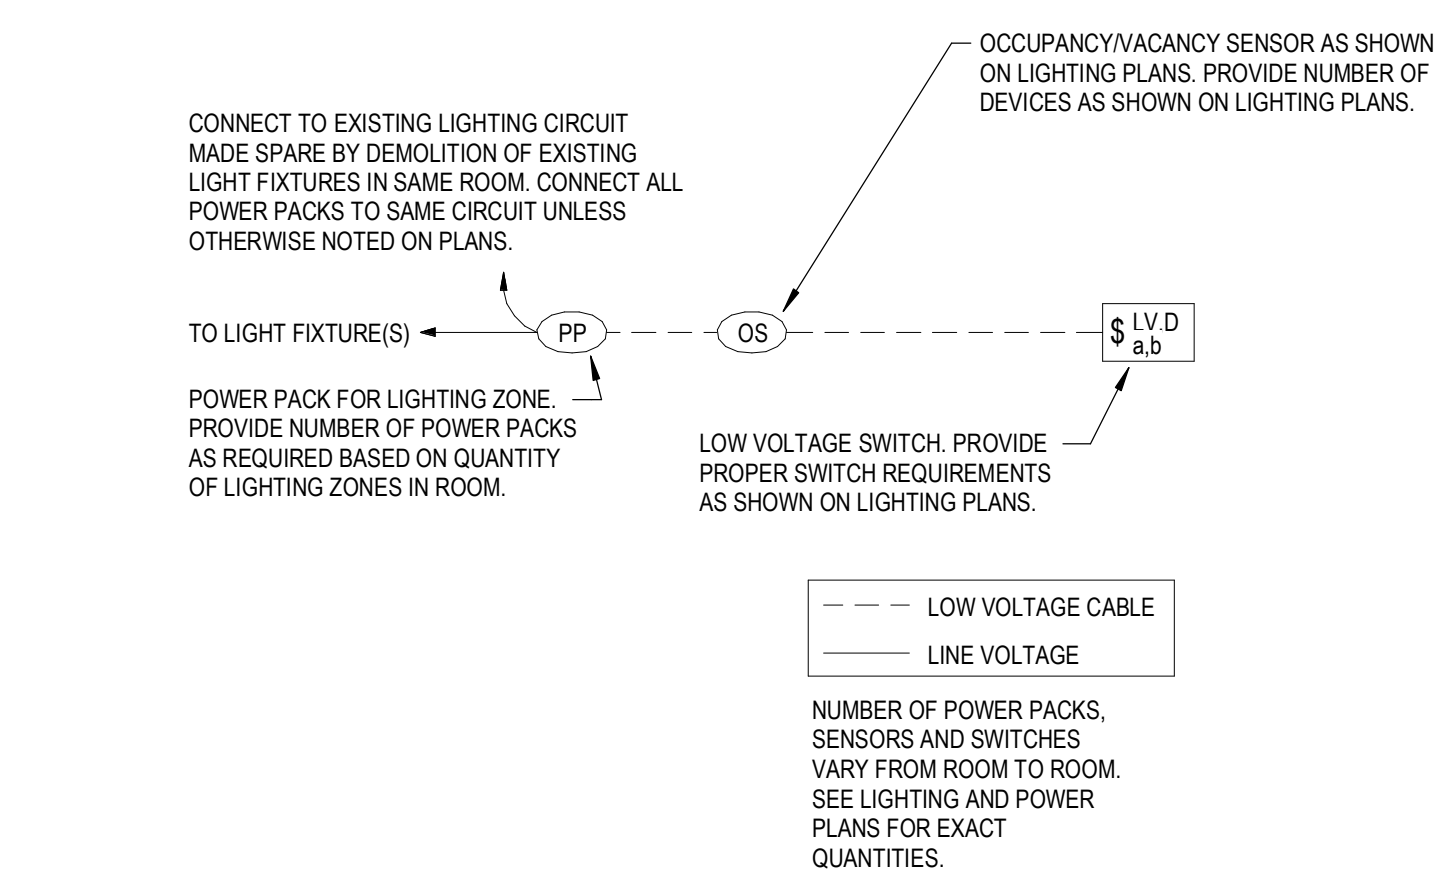 OCCUPANCY/VACANCY SENSOR AS SHOWN
ON LIGHTING PLANS. PROVIDE NUMBER OF
DEVICES AS SHOWN ON LIGHTING PLANS.
CONNECT TO EXISTING LIGHTING CIRCUIT
MADE SPARE BY DEMOLITION OF EXISTING
LIGHT FIXTURES IN SAME ROOM. CONNECT ALL
POWER PACKS TO SAME CIRCUIT UNLESS
OTHERWISE NOTED ON PLANS.
TO LIGHT FIXTURE(S)
PP
OS
$ LV.D
a,b
POWER PACK FOR LIGHTING ZONE.
PROVIDE NUMBER OF POWER PACKS
AS REQUIRED BASED ON QUANTITY
OF LIGHTING ZONES IN ROOM.
LOW VOLTAGE SWITCH. PROVIDE
PROPER SWITCH REQUIREMENTS
AS SHOWN ON LIGHTING PLANS.
LOW VOLTAGE CABLE
LINE VOLTAGE
NUMBER OF POWER PACKS,
SENSORS AND SWITCHES
VARY FROM ROOM TO ROOM.
SEE LIGHTING AND POWER
PLANS FOR EXACT
QUANTITIES.